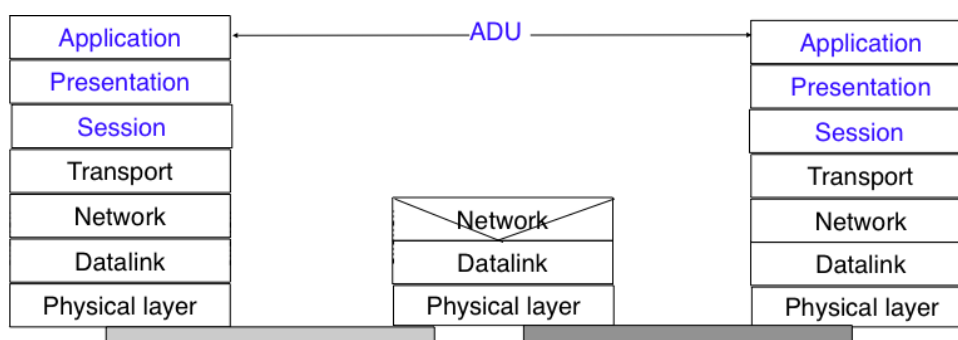 ADU
Application
Presentation
Session
Transport
Network
Datalink
Physical layer
Network
Datalink
Physical layer
Application
Presentation
Session
Transport
Network
Datalink
Physical layer